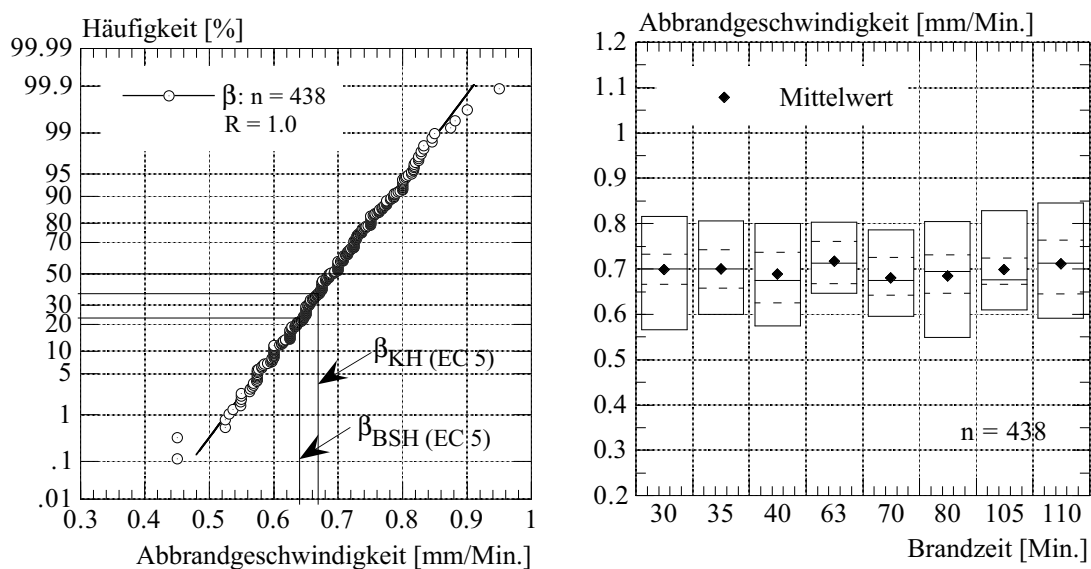 Häufigkeit [%]
99.99
99.9
99
95
90
80
70
50
30
20
10
5
1
.1
.01
β: n = 438
R = 1.0
βKH (EC 5)
βBSH (EC 5)
0.3 0.4 0.5 0.6 0.7 0.8 0.9 1
Abbrandgeschwindigkeit [mm/Min.]
Abbrandgeschwindigkeit [mm/Min.]
1.2
1.1
1
0.9
0.8
0.7
0.6
0.5
0.4
0.3
0.2
Mittelwert
n = 438
30 35 40 63 70 80 105 110
Brandzeit [Min.]